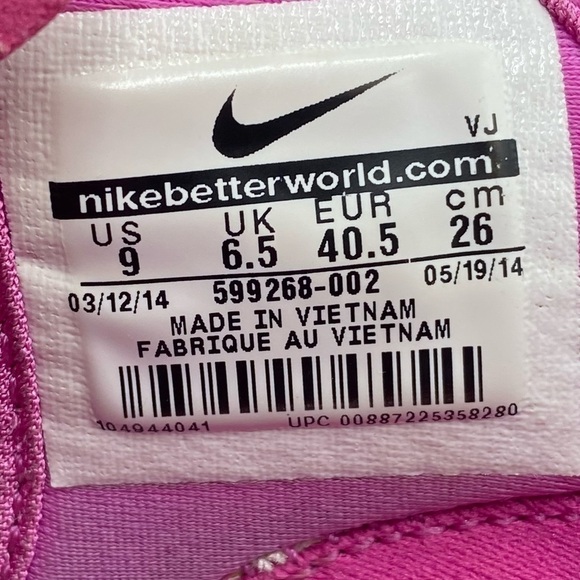 VJ
nikebetterworld.com
US UK EUR cm
9 6.5 40.5 26
03/12/14 599268-002 05/19/14
MADE IN VIETNAM
FABRIQUE AU VIETNAM
104944041 UPC 00887225358280